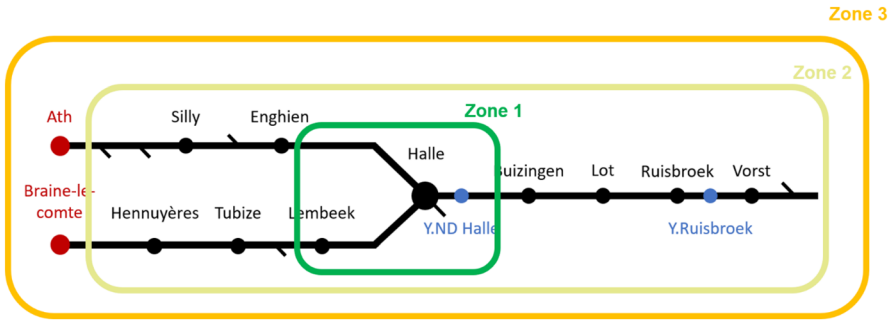 Zone 3
Zone 2
Zone 1
Ath
Silly
Enghien
Halle
Buizingen
Lot
Ruisbroek
Vorst
Braine-le-
comte
Hennuyères
Tubize
Lembeek
Y.ND Halle
Y.Ruisbroek